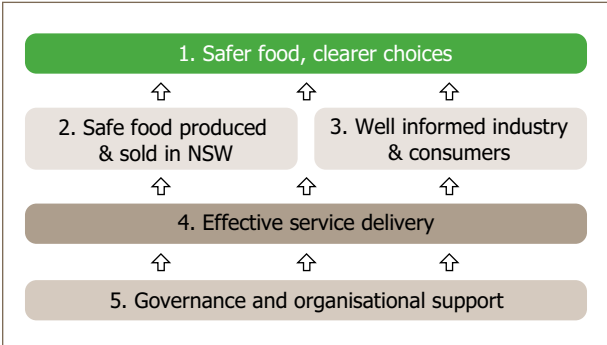 1. Safer food, clearer choices
2. Safe food produced
& sold in NSW
3. Well informed industry
& consumers
4. Effective service delivery
5. Governance and organisational support